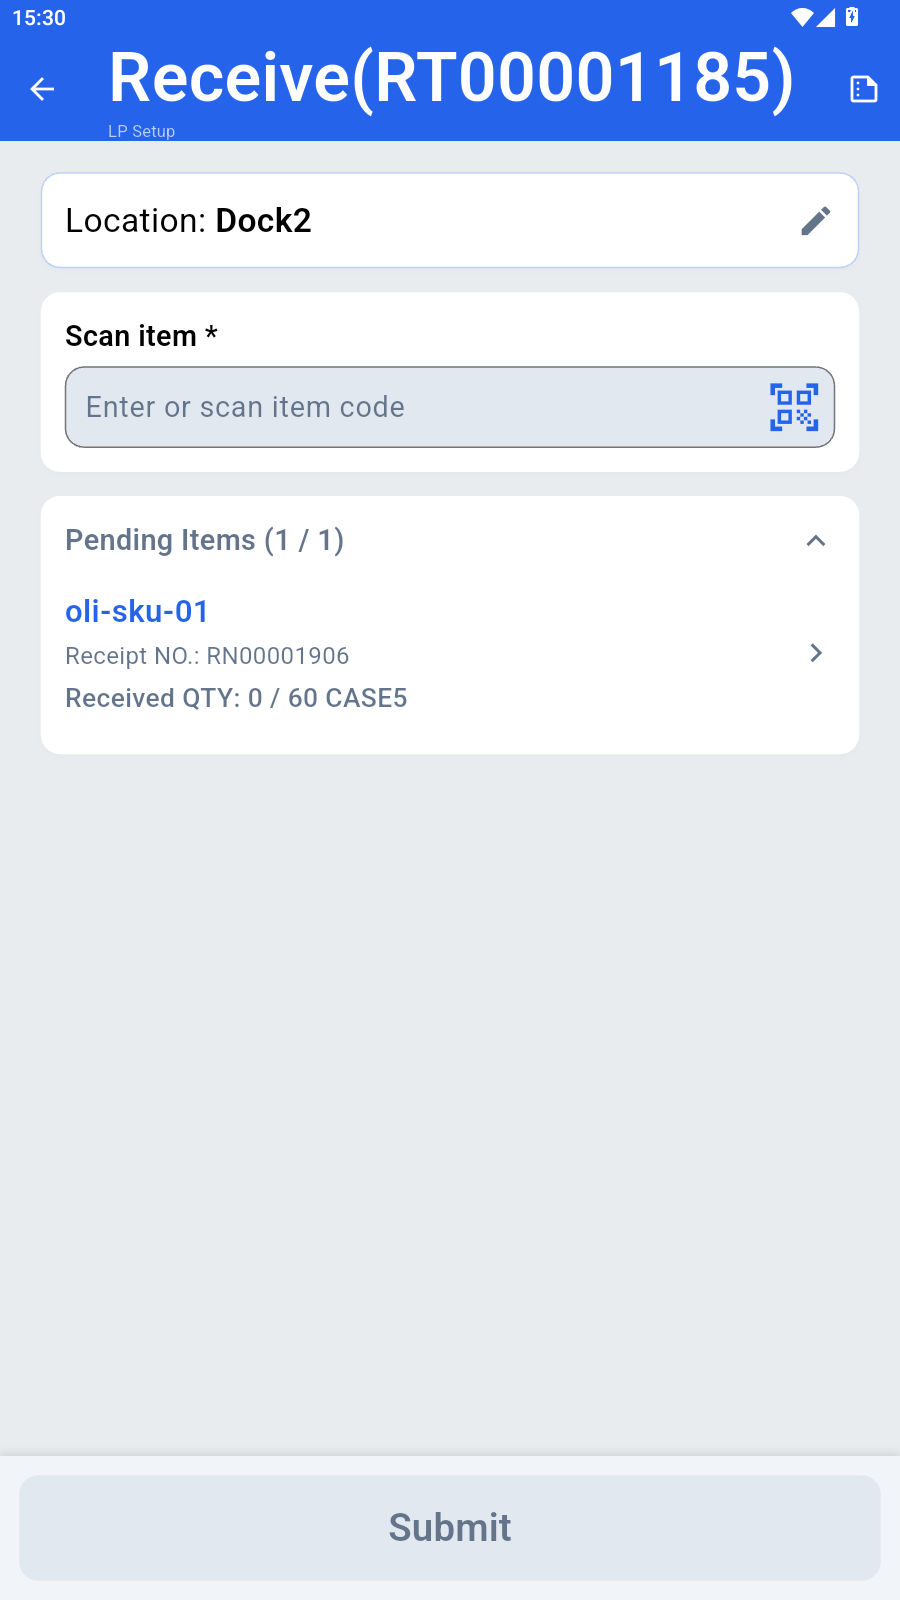 15:30
Receive(RT00001185)
LP Setup
Location: Dock2
Scan item *
Enter or scan item code
Pending Items (1 / 1)
oli-sku-01
Receipt NO.: RN00001906
Received QTY: 0 / 60 CASE5
Submit